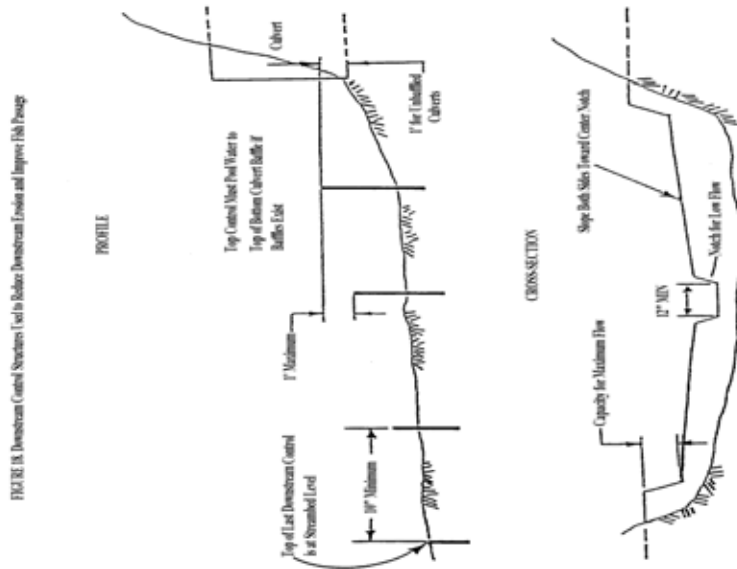 FIGURE 18. Downstream Control Structures Used to Reduce Downstream Erosion and Improve Fish Passage
PROFILE
Culvert
Top Control Must Pool Water to
Top of Bottom Culvert Baffle if
Baffles Exist
1' for Unbaffled
Culverts
1' Maximum
10" Minimum
Top of Last Downstream Control
is at Streambed Level
CROSS-SECTION
Slope Both Sides Toward Center Notch
Notch for Low Flow
12" MIN
Capacity for Maximum Flow